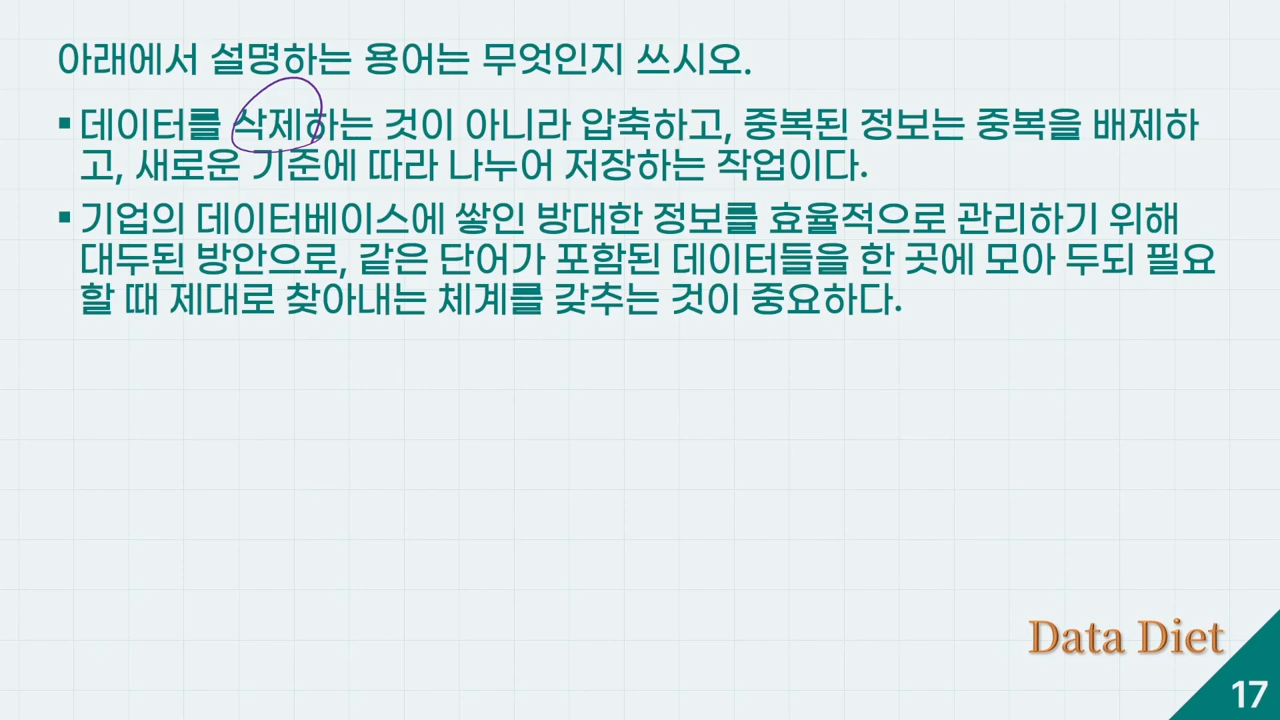 아래에서 설명하는 용어는 무엇인지 쓰시오.
▪ 데이터를 삭제하는 것이 아니라 압축하고, 중복된 정보는 중복을 배제하
고, 새로운 기준에 따라 나누어 저장하는 작업이다.
▪ 기업의 데이터베이스에 쌓인 방대한 정보를 효율적으로 관리하기 위해
대두된 방안으로, 같은 단어가 포함된 데이터들을 한 곳에 모아 두되 필요
할 때 제대로 찾아내는 체계를 갖추는 것이 중요하다.
Data Diet
17